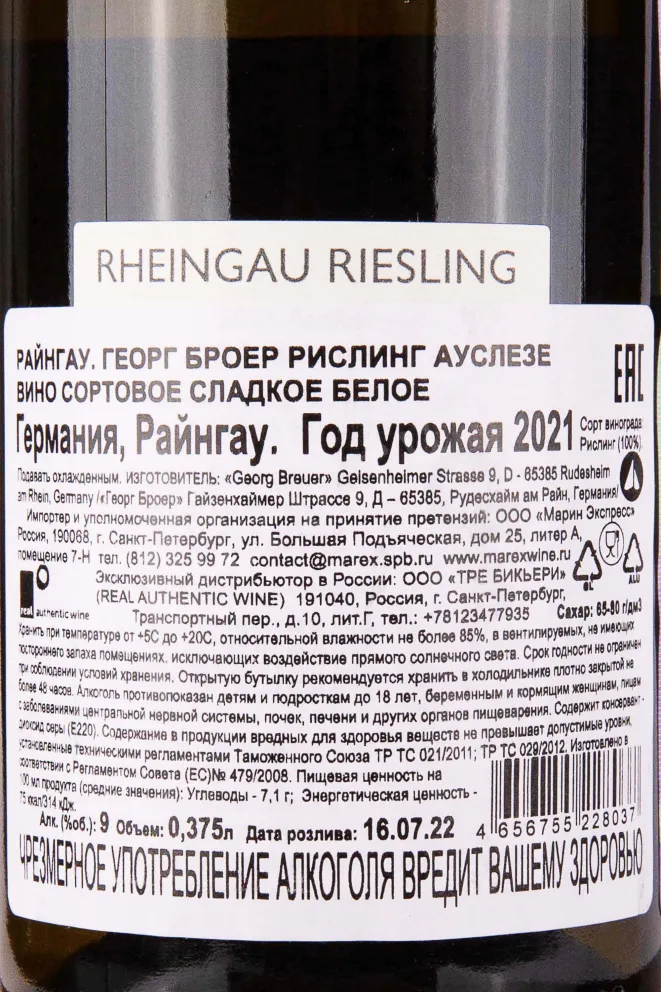 RHEINGAU RIESLING
РАЙНГАУ. ГЕОРГ БРОЕР РИСЛИНГ АУСЛЕЗЕ
ВИНО СОРТОВОЕ СЛАДКОЕ БЕЛОЕ
EAC
Германия, Райнгау. Год урожая 2021
Сорт винограда:
Рислинг (100%).
Подавать охлажденным. ИЗГОТОВИТЕЛЬ: «Georg Breuer» Geisenheimer Strasse 9, D - 65385 Rudesheim
am Rhein, Germany /«Георг Броер» Гайзенхаймер Штрассе 9, Д – 65385, Рудесхайм ам Райн, Германия/
Импортер и уполномоченная организация на принятие претензий: ООО «Марин Экспресс»
Россия, 190068, г. Санкт-Петербург, ул. Большая Подъяческая, дом 25, литер А,
помещение 7-Н тел. (812) 325 99 72 contact@marex.spb.ru www.marexwine.ru
Эксклюзивный дистрибьютор в России: ООО «ТРЕ БИКЬЕРИ»
(REAL AUTHENTIC WINE) 191040, Россия, г. Санкт-Петербург,
real authentic wine
Транспортный пер., д.10, лит.Г, тел.: +78123477935
GL
ALU
Сахар: 65-80 г/дм3
Хранить при температуре от +5С до +20С, относительной влажности не более 85%, в вентилируемых, не имеющих
постороннего запаха помещениях, исключающих воздействие прямого солнечного света. Срок годности не ограничен
при соблюдении условий хранения. Открытую бутылку рекомендуется хранить в холодильнике плотно закрытой не
более 48 часов. Алкоголь противопоказан детям и подросткам до 18 лет, беременным и кормящим женщинам, лицам
с заболеваниями центральной нервной системы, почек, печени и других органов пищеварения. Содержит консервант -
диоксид серы (Е220). Содержание в продукции вредных для здоровья веществ не превышает допустимые уровни,
установленные техническими регламентами Таможенного Союза ТР ТС 021/2011; ТР ТС 029/2012. Изготовлено в
соответствии с Регламентом Совета (ЕС)№ 479/2008. Пищевая ценность на
100 мл продукта (средние значения): Углеводы - 7,1 г; Энергетическая ценность -
75 ккал/314 кДж.
Алк. (%об.): 9 Объем: 0,375л Дата розлива: 16.07.22
4 656755 228037
ЧРЕЗМЕРНОЕ УПОТРЕБЛЕНИЕ АЛКОГОЛЯ ВРЕДИТ ВАШЕМУ ЗДОРОВЬЮ